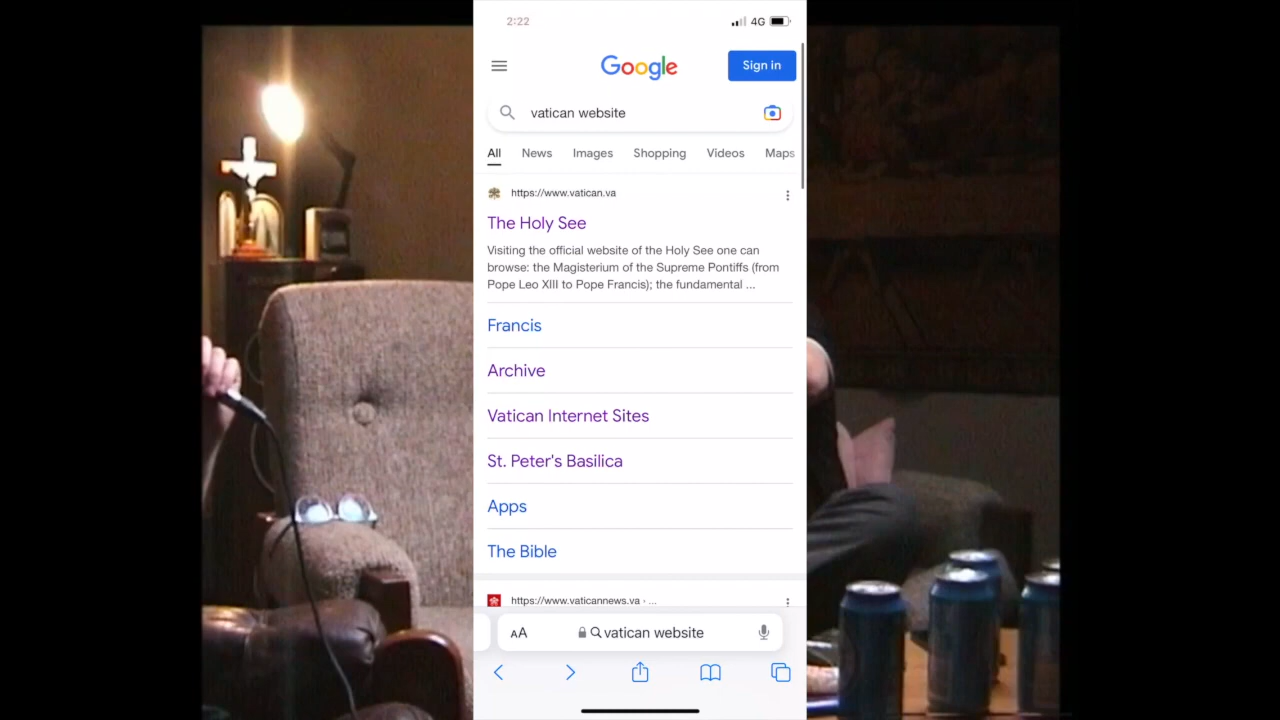 2:22
4G
Google
Sign in
vatican website
All News Images Shopping Videos Maps
https://www.vatican.va
The Holy See
Visiting the official website of the Holy See one can
browse: the Magisterium of the Supreme Pontiffs (from
Pope Leo XIII to Pope Francis); the fundamental ...
Francis
Archive
Vatican Internet Sites
St. Peter's Basilica
Apps
The Bible
https://www.vaticannews.va › ...
AA vatican website